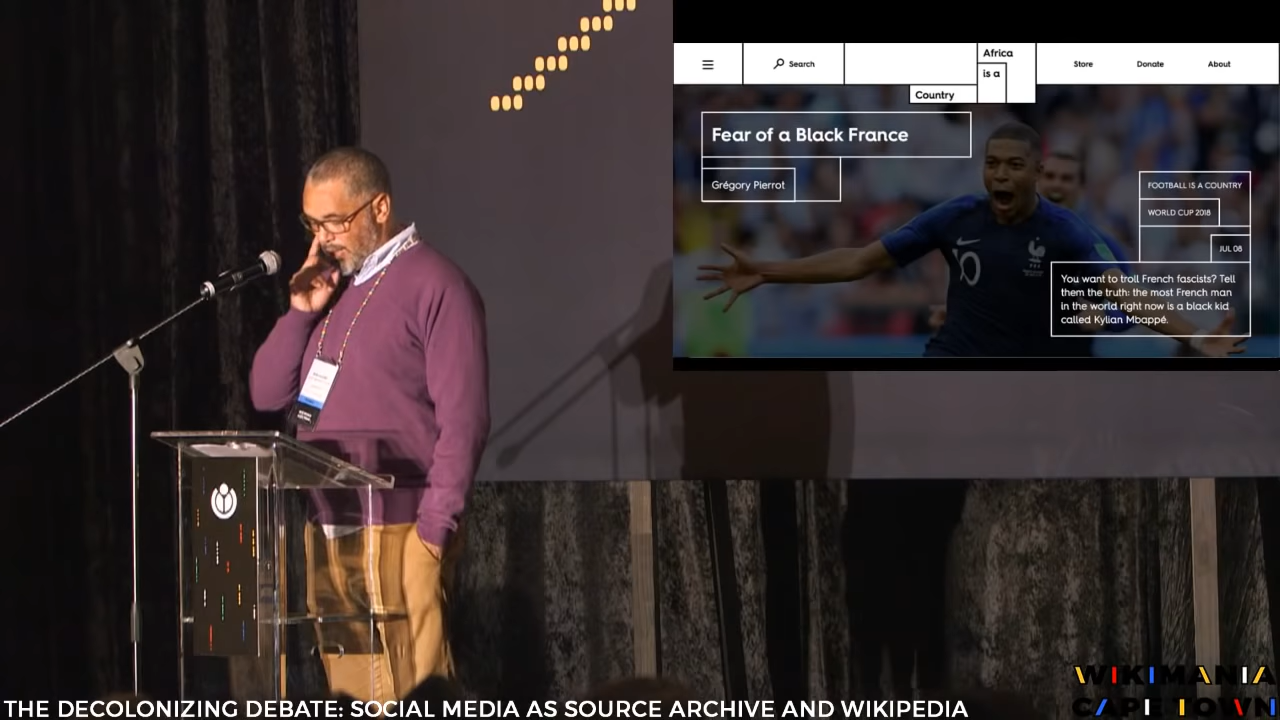 Search
Africa
is a
Country
Store
Donate
About
Fear of a Black France
Grégory Pierrot
FOOTBALL IS A COUNTRY
WORLD CUP 2018
JUL 08
You want to troll French fascists? Tell
them the truth: the most French man
in the world right now is a black kid
called Kylian Mbappé.
10
WIKIMANIA
CAPE TOWN
THE DECOLONIZING DEBATE: SOCIAL MEDIA AS SOURCE ARCHIVE AND WIKIPEDIA